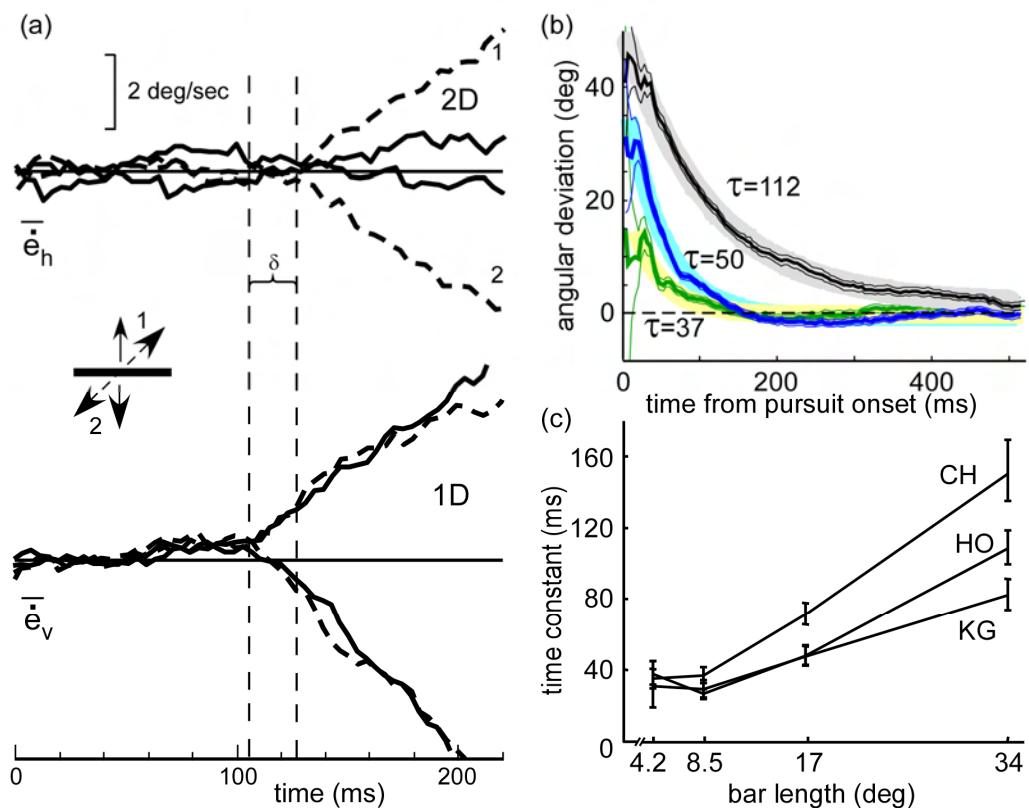 (a)
2 deg/sec
1
2D
2
ė̄h
δ
1
2
1D
ė̄v
0
100
200
time (ms)
(b)
angular deviation (deg)
40
20
0
τ=112
τ=50
τ=37
0
200
400
time from pursuit onset (ms)
(c)
time constant (ms)
160
120
80
40
0
CH
HO
KG
4.2
8.5
17
34
bar length (deg)